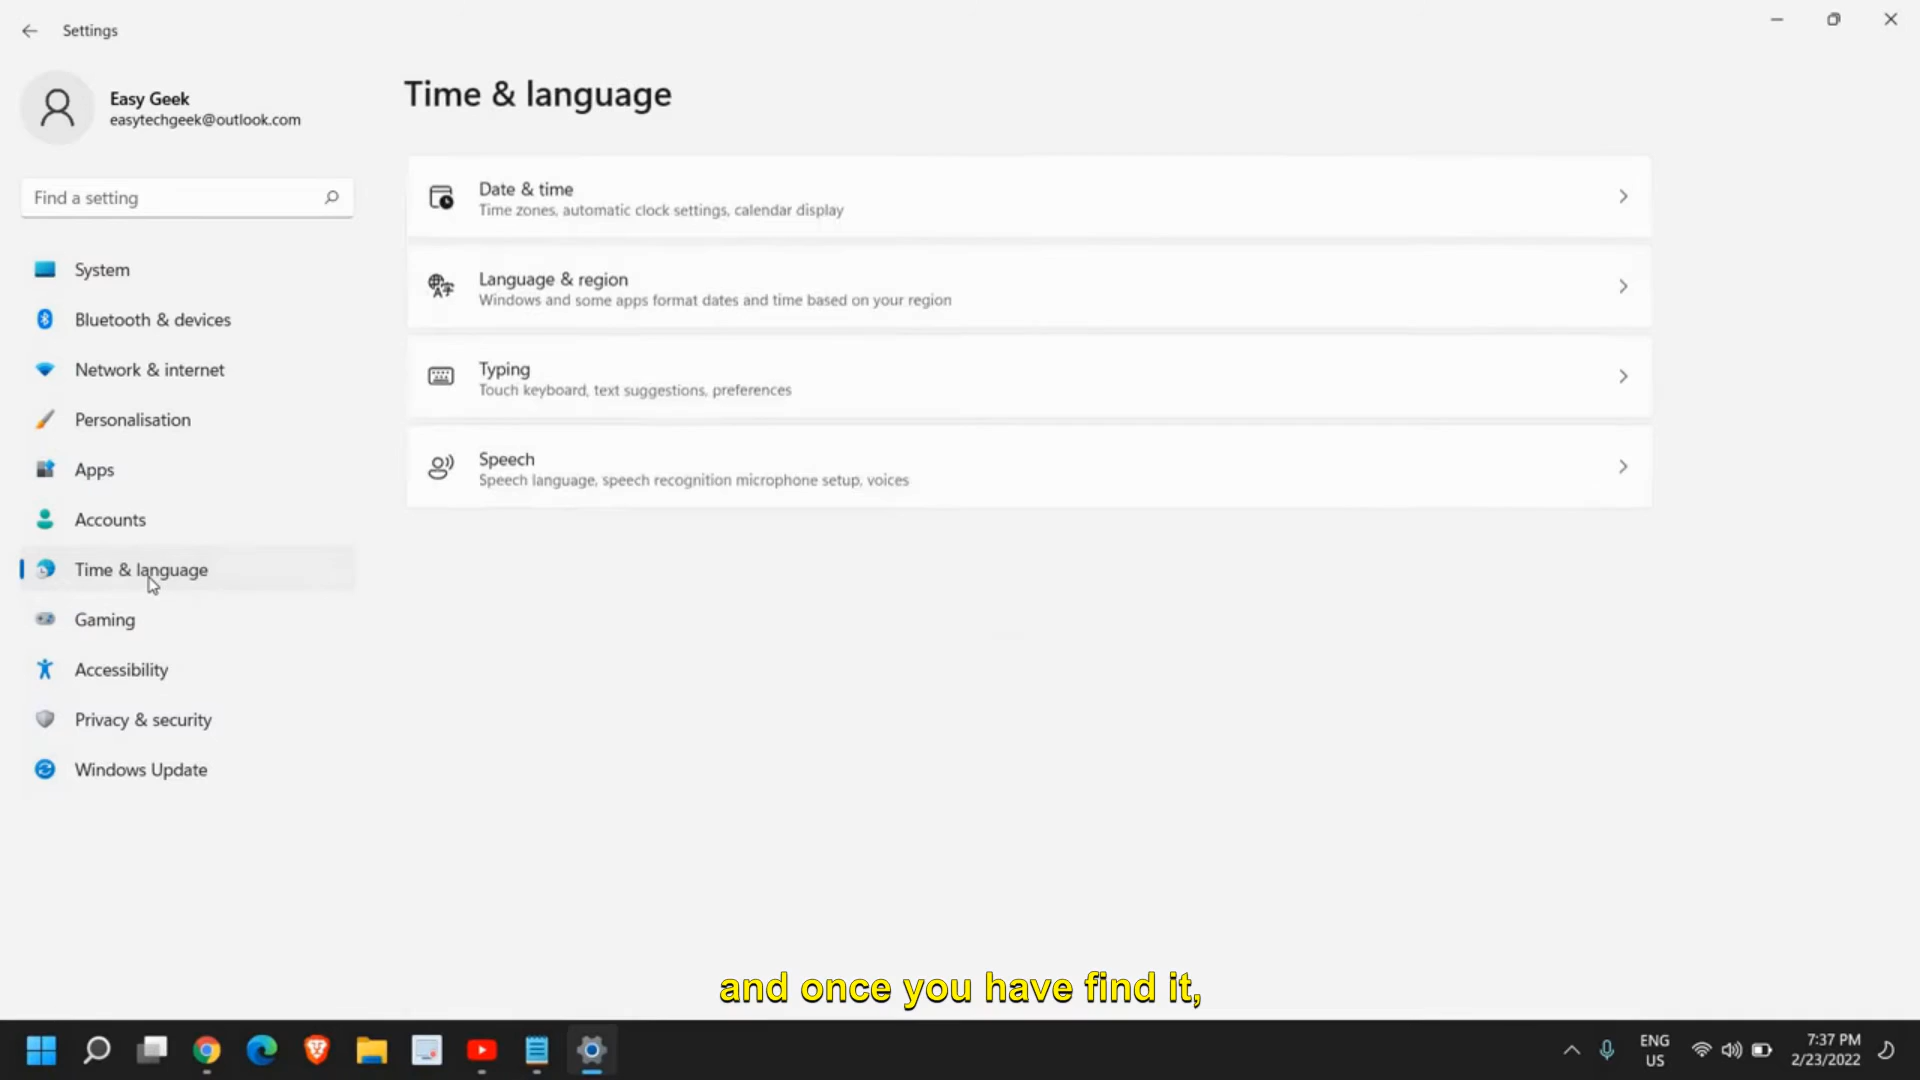 Settings
Easy Geek
easytechgeek@outlook.com
Find a setting
System
Bluetooth & devices
Network & internet
Personalisation
Apps
Accounts
Time & language
Gaming
Accessibility
Privacy & security
Windows Update
Time & language
Date & time
Time zones, automatic clock settings, calendar display
Language & region
Windows and some apps format dates and time based on your region
Typing
Touch keyboard, text suggestions, preferences
Speech
Speech language, speech recognition microphone setup, voices
and once you have find it,
ENG
US
7:37 PM
2/23/2022